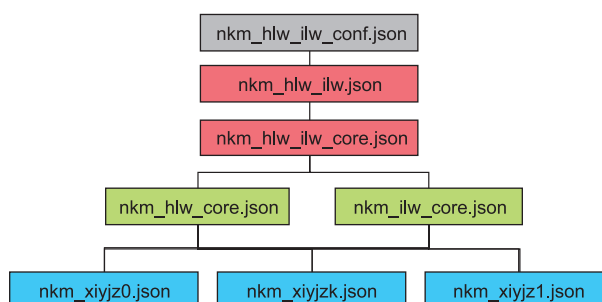 nkm_hlw_ilw_conf.json
nkm_hlw_ilw.json
nkm_hlw_ilw_core.json
nkm_hlw_core.json
nkm_ilw_core.json
nkm_xiyjz0.json
nkm_xiyjzk.json
nkm_xiyjz1.json